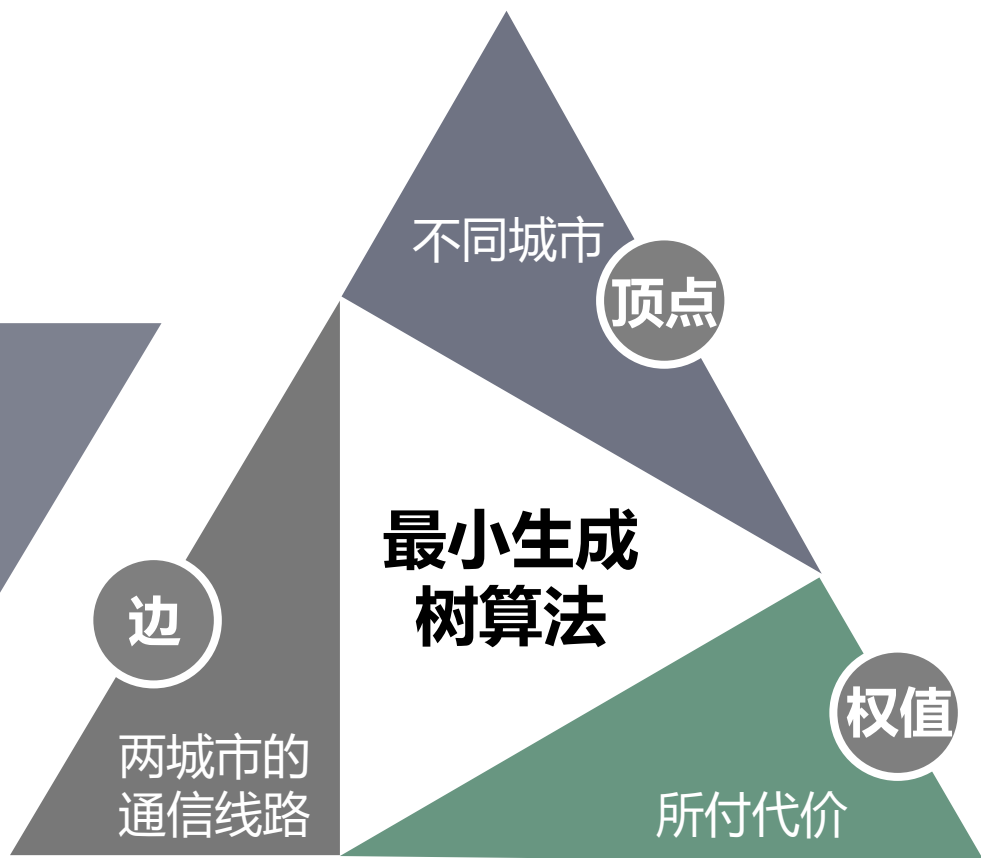 不同城市
顶点
最小生成
树算法
边
两城市的
通信线路
权值
所付代价